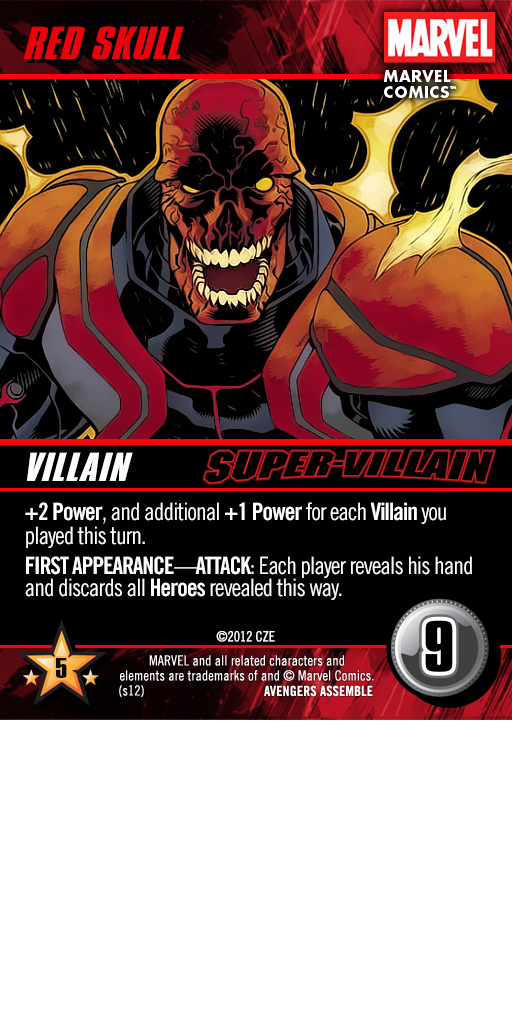 RED SKULL
MARVEL
MARVEL
COMICS™
VILLAIN
SUPER-VILLAIN
+2 Power, and additional +1 Power for each Villain you
played this turn.
FIRST APPEARANCE—ATTACK: Each player reveals his hand
and discards all Heroes revealed this way.
©2012 CZE
5
MARVEL and all related characters and
elements are trademarks of and © Marvel Comics.
(s12)
AVENGERS ASSEMBLE
9